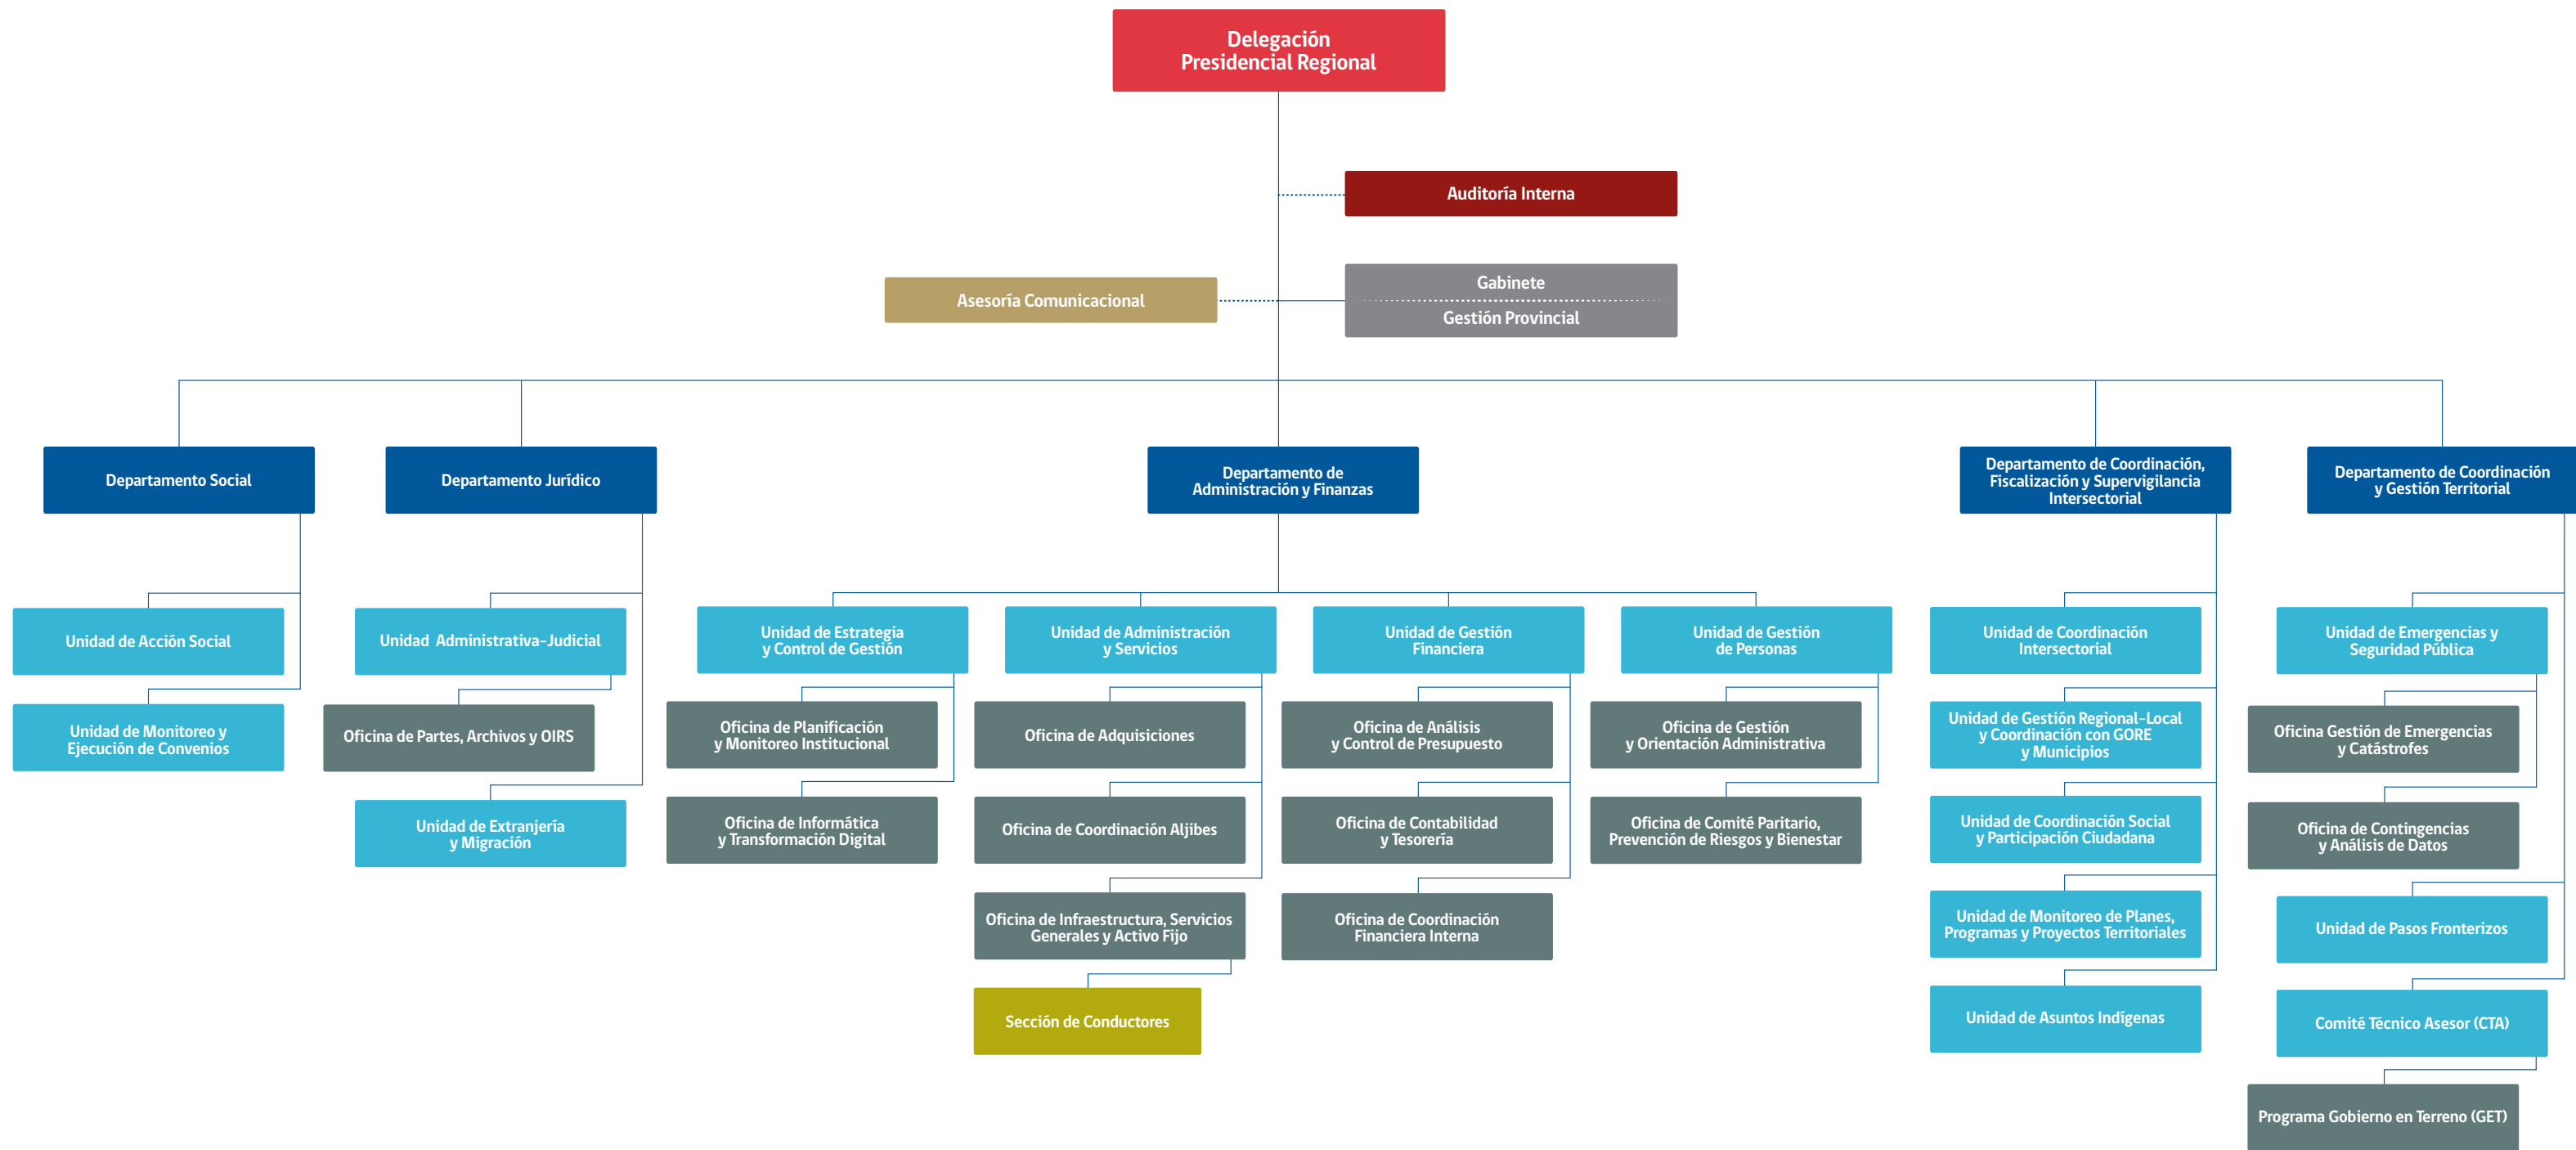 Delegación
Presidencial Regional
Auditoría Interna
Asesoría Comunicacional
Gabinete
Gestión Provincial
Departamento Social
Departamento Jurídico
Departamento de
Administración y Finanzas
Departamento de Coordinación,
Fiscalización y Supervigilancia
Intersectorial
Departamento de Coordinación
y Gestión Territorial
Unidad de Acción Social
Unidad de Monitoreo y
Ejecución de Convenios
Unidad Administrativa-Judicial
Oficina de Partes, Archivos y OIRS
Unidad de Extranjería
y Migración
Unidad de Estrategia
y Control de Gestión
Oficina de Planificación
y Monitoreo Institucional
Oficina de Informática
y Transformación Digital
Unidad de Administración
y Servicios
Oficina de Adquisiciones
Oficina de Coordinación Aljibes
Oficina de Infraestructura, Servicios
Generales y Activo Fijo
Sección de Conductores
Unidad de Gestión
Financiera
Oficina de Análisis
y Control de Presupuesto
Oficina de Contabilidad
y Tesorería
Oficina de Coordinación
Financiera Interna
Unidad de Gestión
de Personas
Oficina de Gestión
y Orientación Administrativa
Oficina de Comité Paritario,
Prevención de Riesgos y Bienestar
Unidad de Coordinación
Intersectorial
Unidad de Gestión Regional-Local
y Coordinación con GORE
y Municipios
Unidad de Coordinación Social
y Participación Ciudadana
Unidad de Monitoreo de Planes,
Programas y Proyectos Territoriales
Unidad de Asuntos Indígenas
Unidad de Emergencias y
Seguridad Pública
Oficina Gestión de Emergencias
y Catástrofes
Oficina de Contingencias
y Análisis de Datos
Unidad de Pasos Fronterizos
Comité Técnico Asesor (CTA)
Programa Gobierno en Terreno (GET)